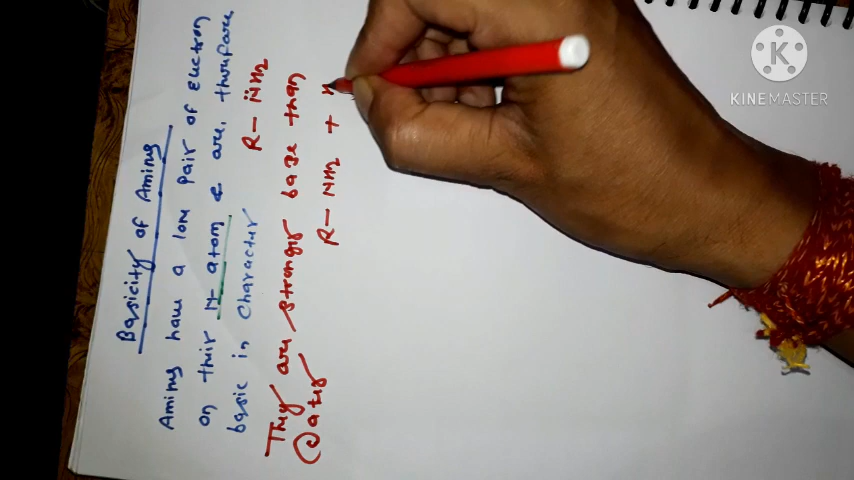 Basicity of Amines
Amines have a lone pair of Electron
on their N-atom & are, therefore
basic in Character R-N̈H2
They are stronger base than
Water R-NH2 + H
KINEMASTER